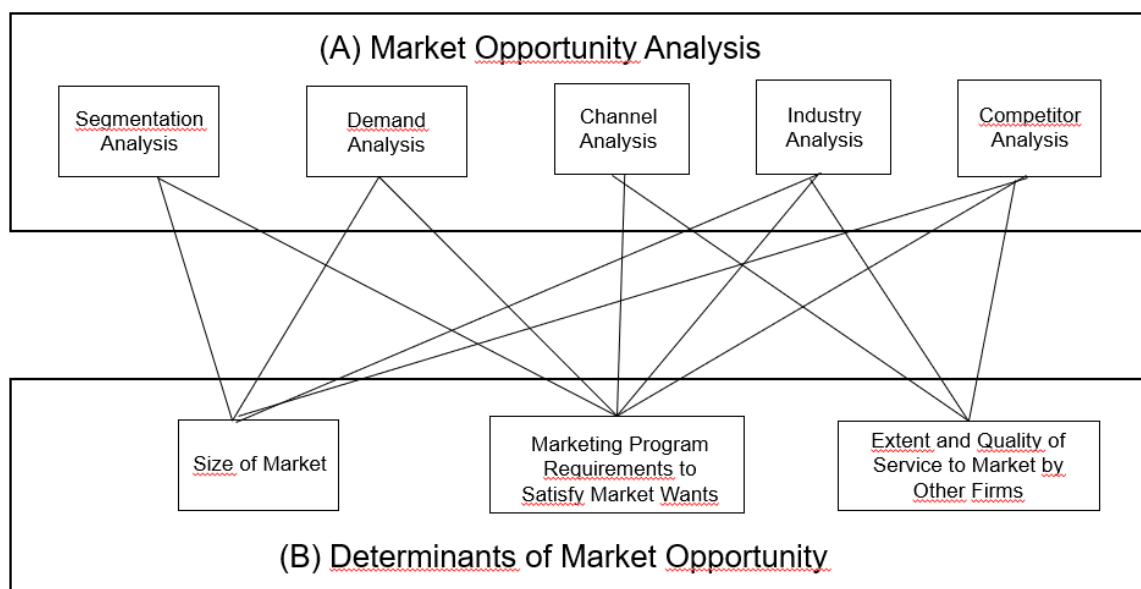 (A) Market Opportunity Analysis
Segmentation
Analysis
Demand
Analysis
Channel
Analysis
Industry
Analysis
Competitor
Analysis
Size of Market
Marketing Program
Requirements to
Satisfy Market Wants
Extent and Quality of
Service to Market by
Other Firms
(B) Determinants of Market Opportunity